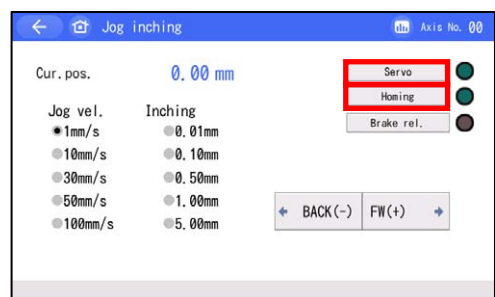 Jog inching
Axis No. 00
Cur.pos. 0.00 mm
Servo
Homing
Brake rel.
Jog vel. Inching
1mm/s 0.01mm
10mm/s 0.10mm
30mm/s 0.50mm
50mm/s 1.00mm
100mm/s 5.00mm
BACK(-) FW(+)